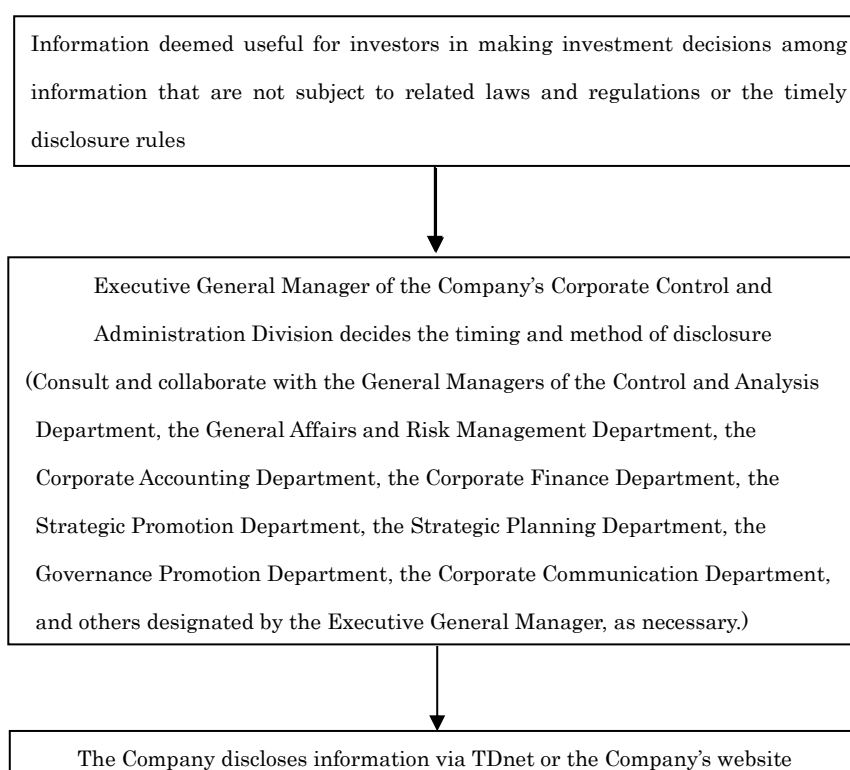 Information deemed useful for investors in making investment decisions among
information that are not subject to related laws and regulations or the timely
disclosure rules
Executive General Manager of the Company’s Corporate Control and
Administration Division decides the timing and method of disclosure
(Consult and collaborate with the General Managers of the Control and Analysis
Department, the General Affairs and Risk Management Department, the
Corporate Accounting Department, the Corporate Finance Department, the
Strategic Promotion Department, the Strategic Planning Department, the
Governance Promotion Department, the Corporate Communication Department,
and others designated by the Executive General Manager, as necessary.)
The Company discloses information via TDnet or the Company’s website